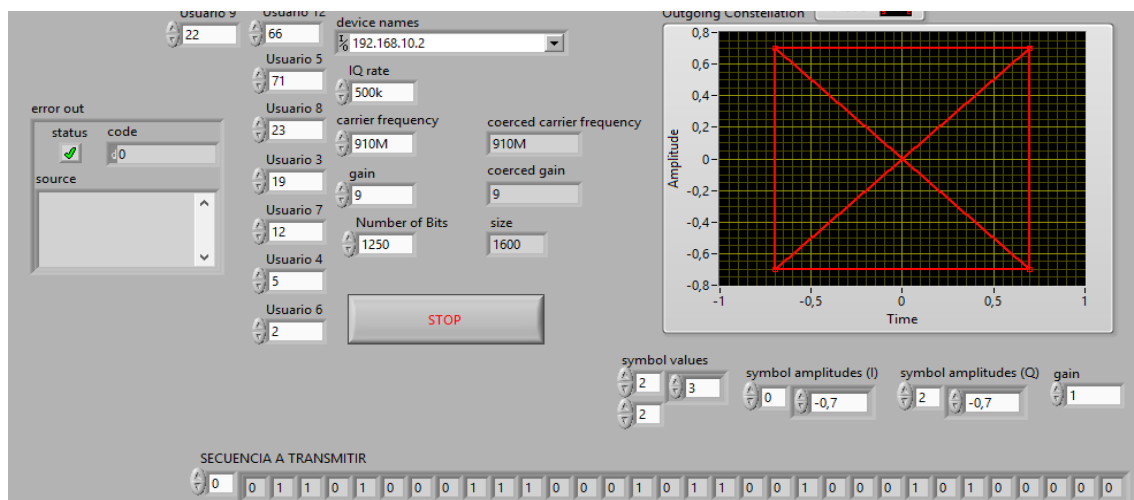 Usuario 9
22
Usuario 12
66
device names
192.168.10.2
Outgoing Constellation
Usuario 5
71
IQ rate
500k
Usuario 8
23
carrier frequency
910M
coerced carrier frequency
910M
error out
status code
0
source
Usuario 3
19
gain
9
coerced gain
9
Usuario 7
12
Number of Bits
1250
size
1600
Usuario 4
5
Usuario 6
2
STOP
Amplitude
0,8
0,6
0,4
0,2
0
-0,2
-0,4
-0,6
-0,8
-1 -0,5 0 0,5 1
Time
symbol values
2 3
2
symbol amplitudes (I)
0 -0,7
symbol amplitudes (Q)
2 -0,7
gain
1
SECUENCIA A TRANSMITIR
0 0 1 1 0 1 0 0 0 1 1 1 0 0 0 1 0 1 1 0 0 1 0 0 0 1 0 1 0 0 0 0 0